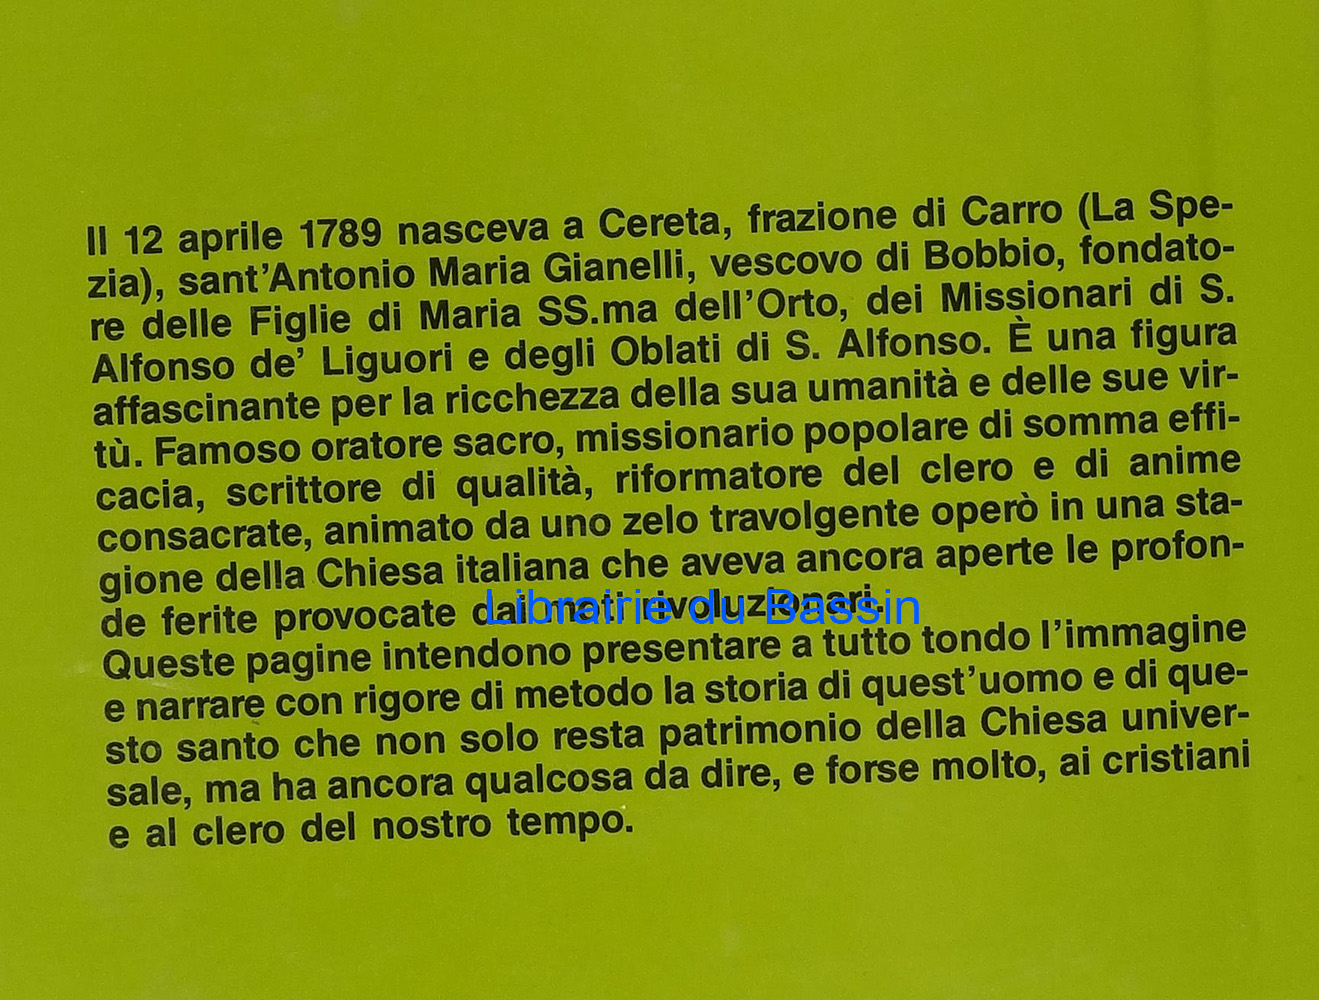 Il 12 aprile 1789 nasceva a Cereta, frazione di Carro (La Spe-
zia), sant'Antonio Maria Gianelli, vescovo di Bobbio, fondato-
re delle Figlie di Maria SS.ma dell'Orto, dei Missionari di S.
Alfonso de' Liguori e degli Oblati di S. Alfonso. È una figura
affascinante per la ricchezza della sua umanità e delle sue vir-
tù. Famoso oratore sacro, missionario popolare di somma effi-
cacia, scrittore di qualità, riformatore del clero e di anime
consacrate, animato da uno zelo travolgente operò in una sta-
gione della Chiesa italiana che aveva ancora aperte le profon-
de ferite provocate dai moti rivoluzionari.
Librairie du Bassin
Queste pagine intendono presentare a tutto tondo l'immagine
e narrare con rigore di metodo la storia di quest'uomo e di que-
sto santo che non solo resta patrimonio della Chiesa univer-
sale, ma ha ancora qualcosa da dire, e forse molto, ai cristiani
e al clero del nostro tempo.